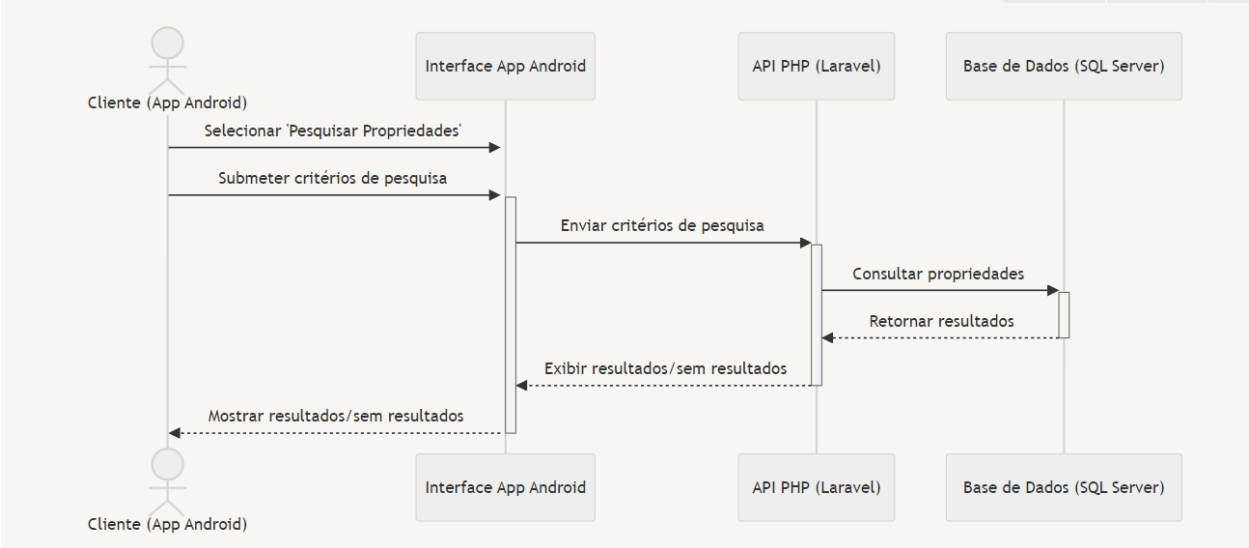 Interface App Android
API PHP (Laravel)
Base de Dados (SQL Server)
Cliente (App Android)
Selecionar 'Pesquisar Propriedades'
Submeter critérios de pesquisa
Enviar critérios de pesquisa
Consultar propriedades
Retornar resultados
Exibir resultados/sem resultados
Mostrar resultados/sem resultados
Interface App Android
API PHP (Laravel)
Base de Dados (SQL Server)
Cliente (App Android)